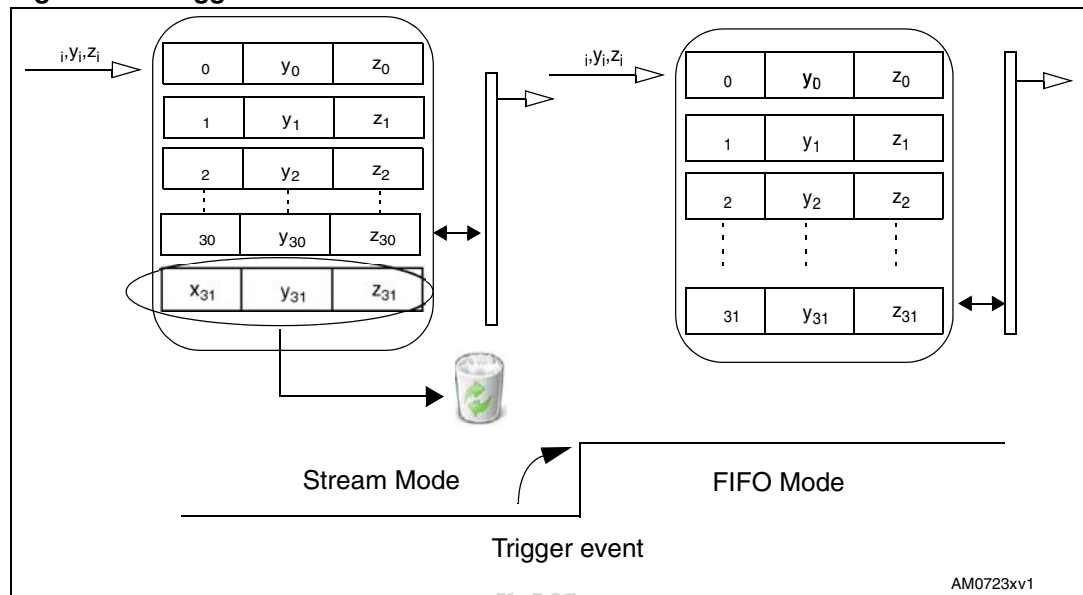 i,yi,zi
0 y0 z0
1 y1 z1
2 y2 z2
30 y30 z30
x31 y31 z31
i,yi,zi
0 y0 z0
1 y1 z1
2 y2 z2
31 y31 z31
Stream Mode
FIFO Mode
Trigger event
AM0723xv1